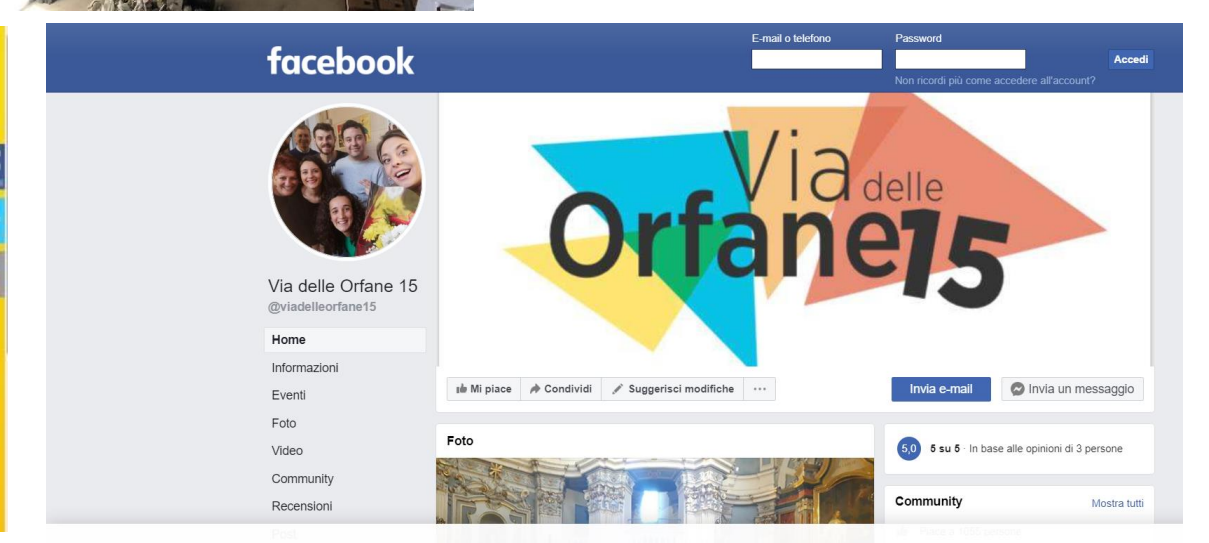 facebook
E-mail o telefono
Password
Accedi
Non ricordi più come accedere all'account?
Via delle Orfane 15
@viadelleorfane15
Home
Informazioni
Eventi
Foto
Video
Community
Recensioni
Post
Via delle
Orfane15
Mi piace
Condividi
Suggerisci modifiche
Invia e-mail
Invia un messaggio
Foto
5,0 5 su 5 · In base alle opinioni di 3 persone
Community
Mostra tutti